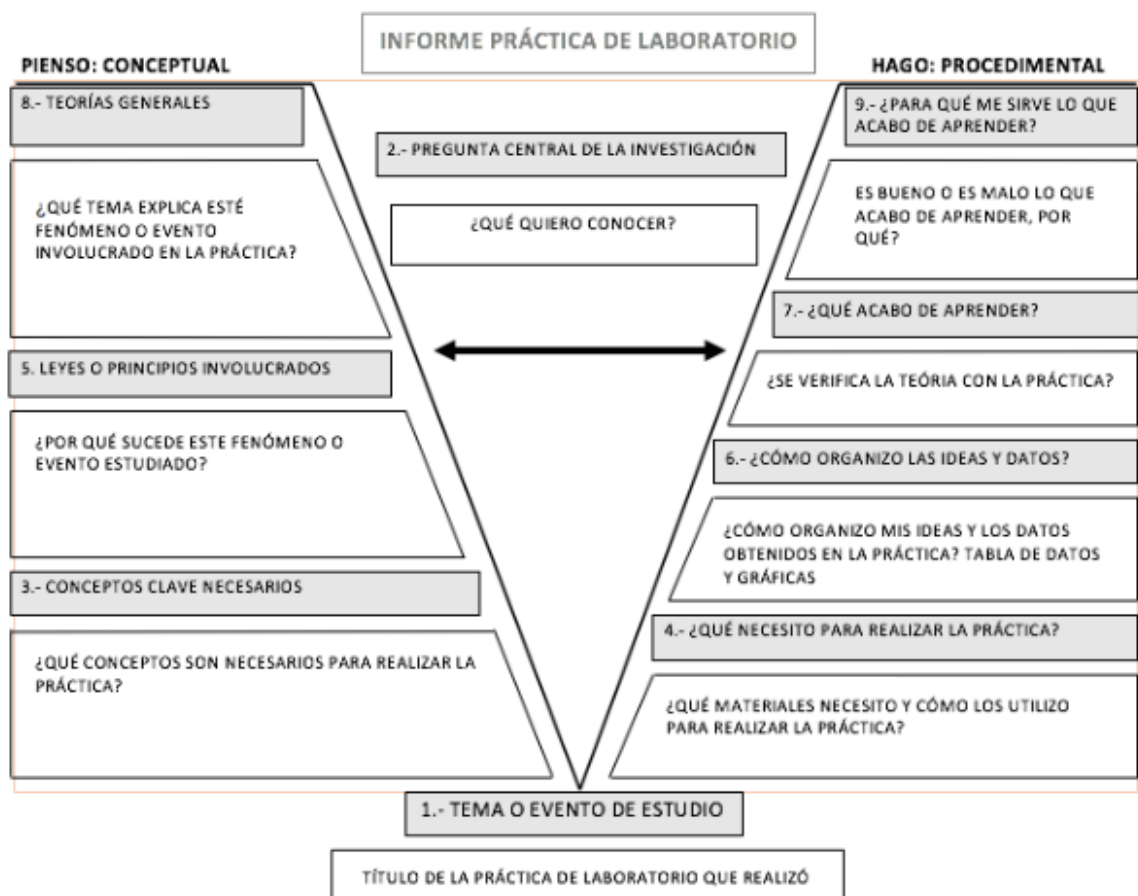 INFORME PRÁCTICA DE LABORATORIO
PIENSO: CONCEPTUAL
HAGO: PROCEDIMENTAL
8.- TEORÍAS GENERALES
¿QUÉ TEMA EXPLICA ESTÉ
FENÓMENO O EVENTO
INVOLUCRADO EN LA PRÁCTICA?
5. LEYES O PRINCIPIOS INVOLUCRADOS
¿POR QUÉ SUCEDE ESTE FENÓMENO O
EVENTO ESTUDIADO?
3.- CONCEPTOS CLAVE NECESARIOS
¿QUÉ CONCEPTOS SON NECESARIOS PARA REALIZAR LA
PRÁCTICA?
2.- PREGUNTA CENTRAL DE LA INVESTIGACIÓN
¿QUÉ QUIERO CONOCER?
9.- ¿PARA QUÉ ME SIRVE LO QUE
ACABO DE APRENDER?
ES BUENO O ES MALO LO QUE
ACABO DE APRENDER, POR
QUÉ?
7.- ¿QUÉ ACABO DE APRENDER?
¿SE VERIFICA LA TEÓRIA CON LA PRÁCTICA?
6.- ¿CÓMO ORGANIZO LAS IDEAS Y DATOS?
¿CÓMO ORGANIZO MIS IDEAS Y LOS DATOS
OBTENIDOS EN LA PRÁCTICA? TABLA DE DATOS
Y GRÁFICAS
4.- ¿QUÉ NECESITO PARA REALIZAR LA PRÁCTICA?
¿QUÉ MATERIALES NECESITO Y CÓMO LOS UTILIZO
PARA REALIZAR LA PRÁCTICA?
1.- TEMA O EVENTO DE ESTUDIO
TÍTULO DE LA PRÁCTICA DE LABORATORIO QUE REALIZÓ